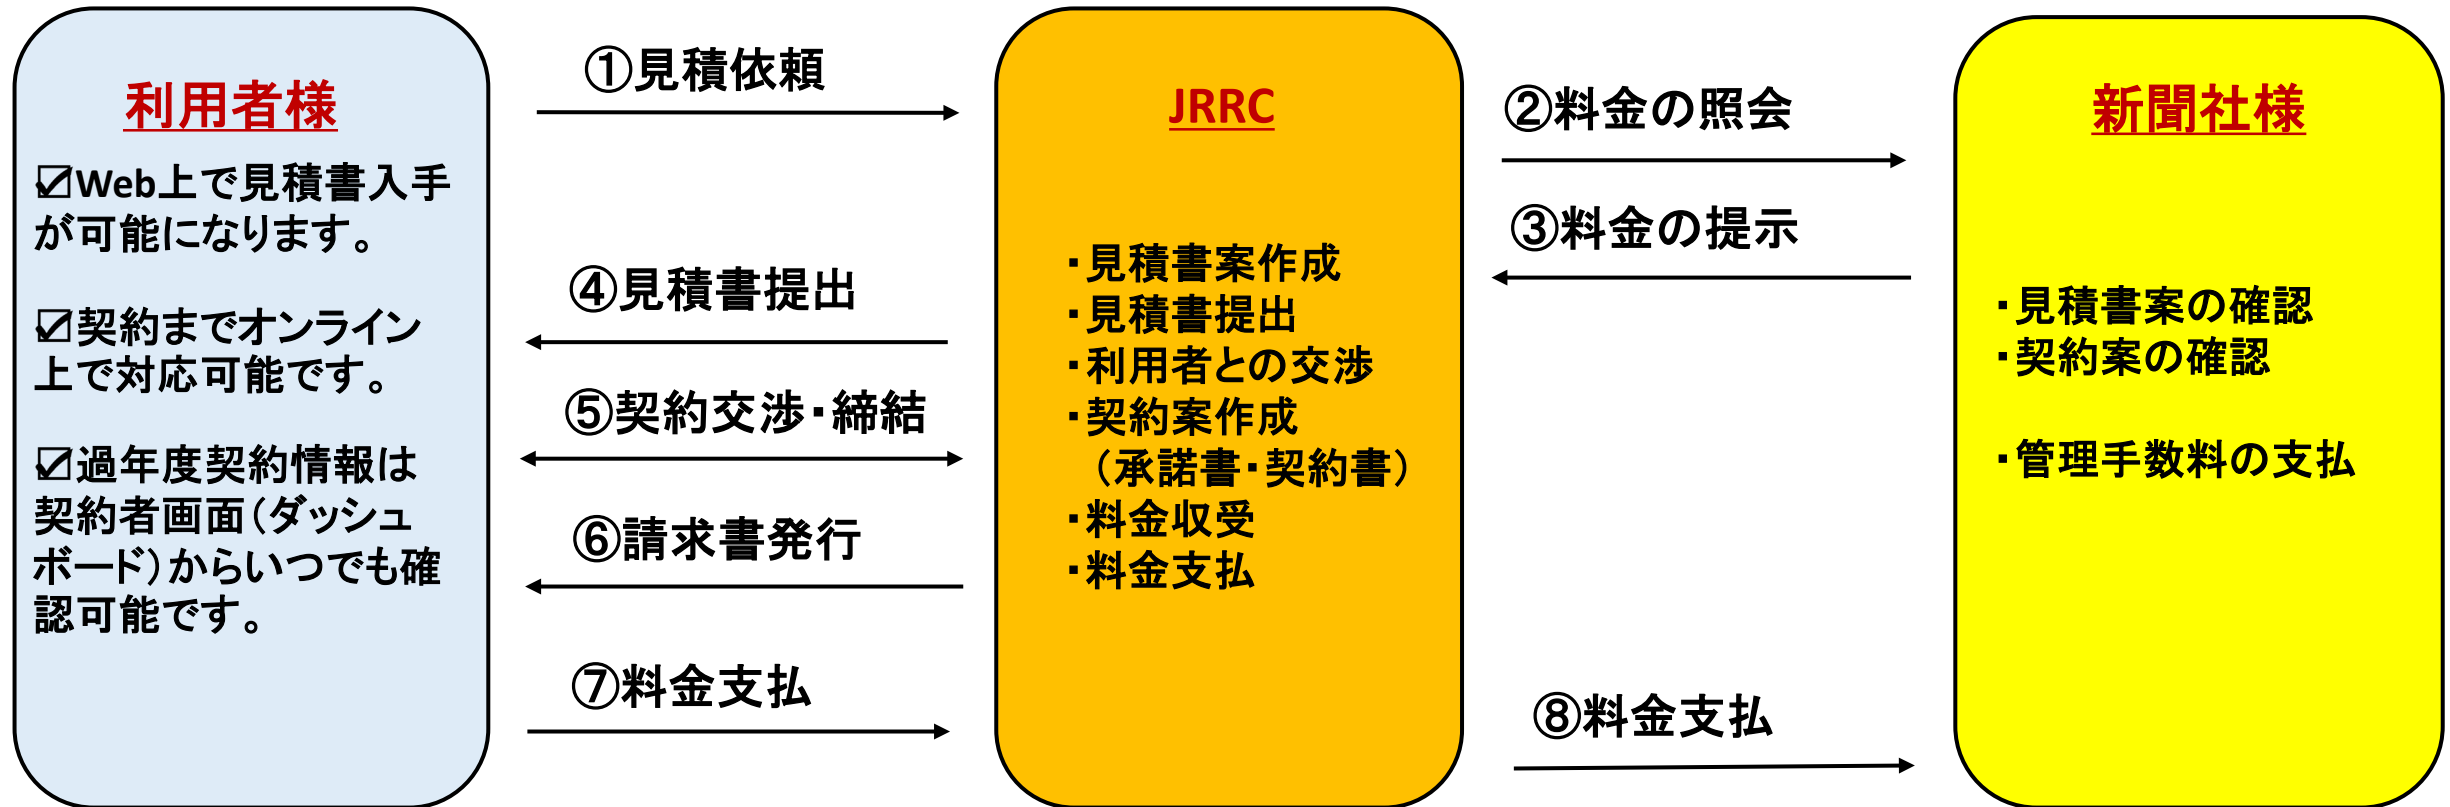 利用者様
☑Web上で見積書入手
が可能になります。
☑契約までオンライン
上で対応可能です。
☑過年度契約情報は
契約者画面(ダッシュ
ボード)からいつでも確
認可能です。
①見積依頼
④見積書提出
⑤契約交渉・締結
⑥請求書発行
⑦料金支払
JRRC
・見積書案作成
・見積書提出
・利用者との交渉
・契約案作成
(承諾書・契約書)
・料金収受
・料金支払
②料金の照会
③料金の提示
⑧料金支払
新聞社様
・見積書案の確認
・契約案の確認
・管理手数料の支払